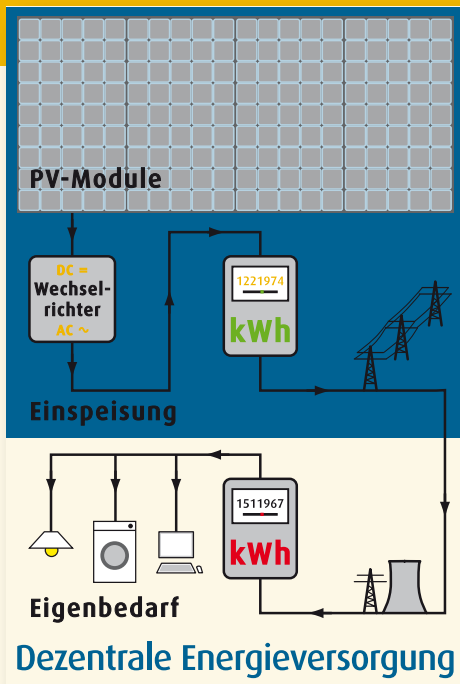 PV-Module
DC =
Wechsel-
richter
AC ~
1221974
kWh
Einspeisung
1511967
kWh
Eigenbedarf
Dezentrale Energieversorgung